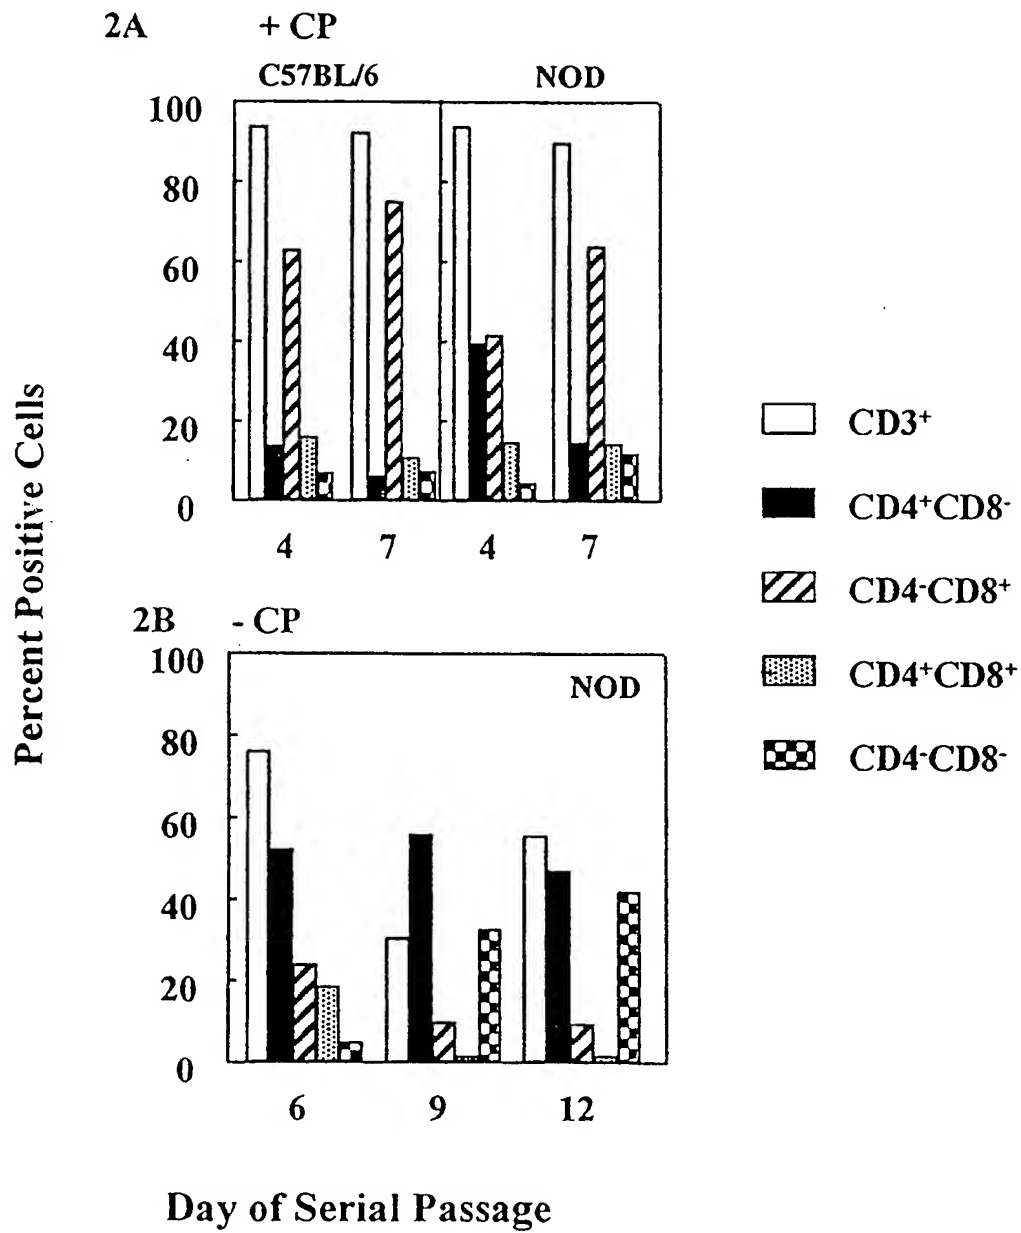 2A + CP
C57BL/6 NOD
100
80
60
40
20
0
4 7 4 7
2B - CP
100
NOD
80
60
40
20
0
6 9 12
Percent Positive Cells
Day of Serial Passage
CD3⁺
CD4⁺CD8⁻
CD4⁻CD8⁺
CD4⁺CD8⁺
CD4⁻CD8⁻